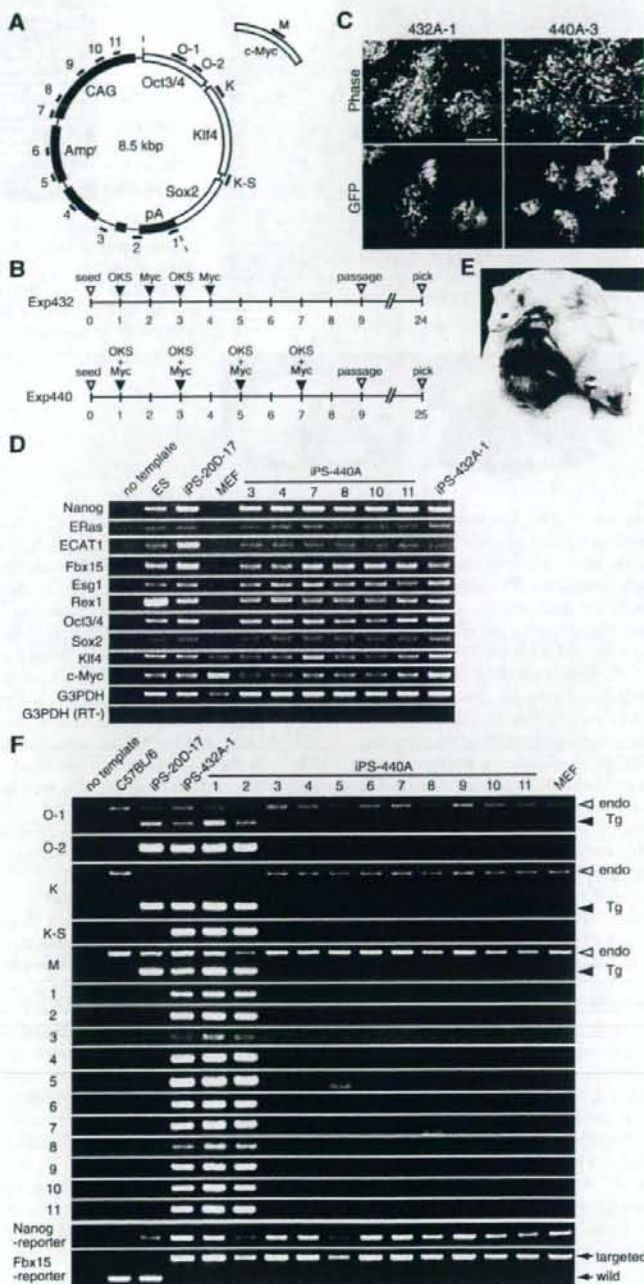 A
M
c-Myc
1
O-1
O-2
K
Oct3/4
Klf4
K-S
Sox2
pA
1
2
3
4
5
6
7
8
9
10
11
CAG
Amp r
8.5 kbp
C
432A-1
440A-3
Phase
GFP
B
seed OKS Myc OKS Myc passage pick
Exp432
0 1 2 3 4 5 6 7 8 9 24
OKS OKS OKS OKS
+ + + +
seed Myc Myc Myc Myc passage pick
Exp440
0 1 2 3 4 5 6 7 8 9 25
E
D
no template
ES
iPS-20D-17
MEF
iPS-440A
3 4 7 8 10 11
iPS-432A-1
Nanog
ERas
ECAT1
Fbx15
Esg1
Rex1
Oct3/4
Sox2
Klf4
c-Myc
G3PDH
G3PDH (RT-)
F
no template
C57BL/6
iPS-20D-17
iPS-432A-1
iPS-440A
1 2 3 4 5 6 7 8 9 10 11
MEF
O-1
endo
Tg
O-2
K
endo
Tg
K-S
M
endo
Tg
1
2
3
4
5
6
7
8
9
10
11
Nanog
-reporter
Fbx15
-reporter
targeted
wild